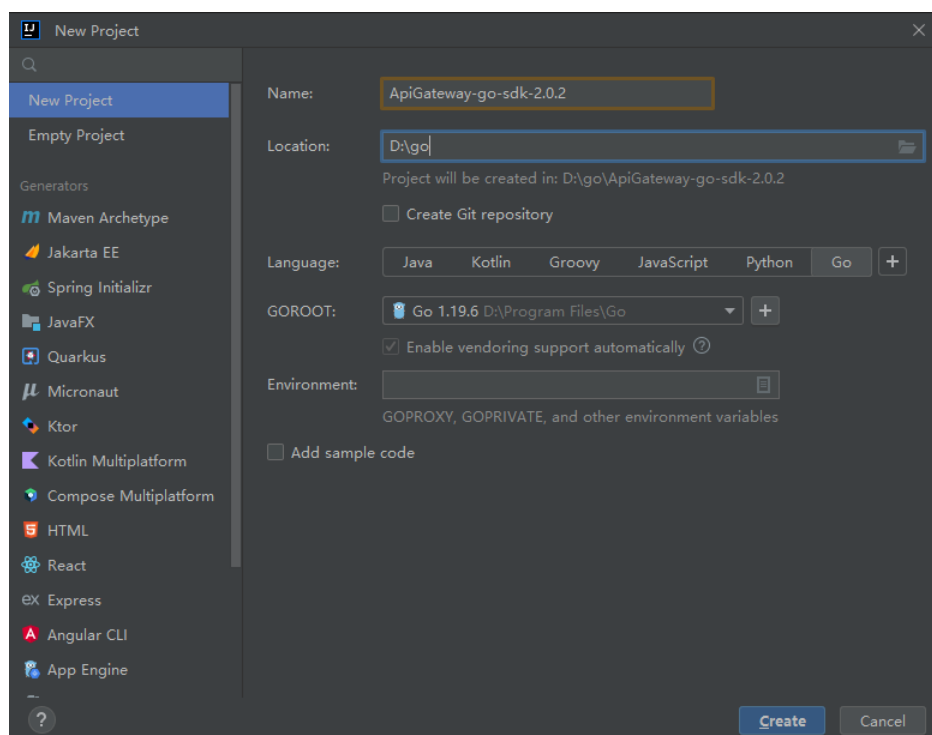 New Project
New Project
Empty Project
Generators
Maven Archetype
Jakarta EE
Spring Initializr
JavaFX
Quarkus
Micronaut
Ktor
Kotlin Multiplatform
Compose Multiplatform
HTML
React
Express
Angular CLI
App Engine
Name: ApiGateway-go-sdk-2.0.2
Location: D:\go
Project will be created in: D:\go\ApiGateway-go-sdk-2.0.2
Create Git repository
Language: Java Kotlin Groovy JavaScript Python Go +
GOROOT: Go 1.19.6 D:\Program Files\Go +
Enable vendoring support automatically ?
Environment:
GOPROXY, GOPRIVATE, and other environment variables
Add sample code
? Create Cancel